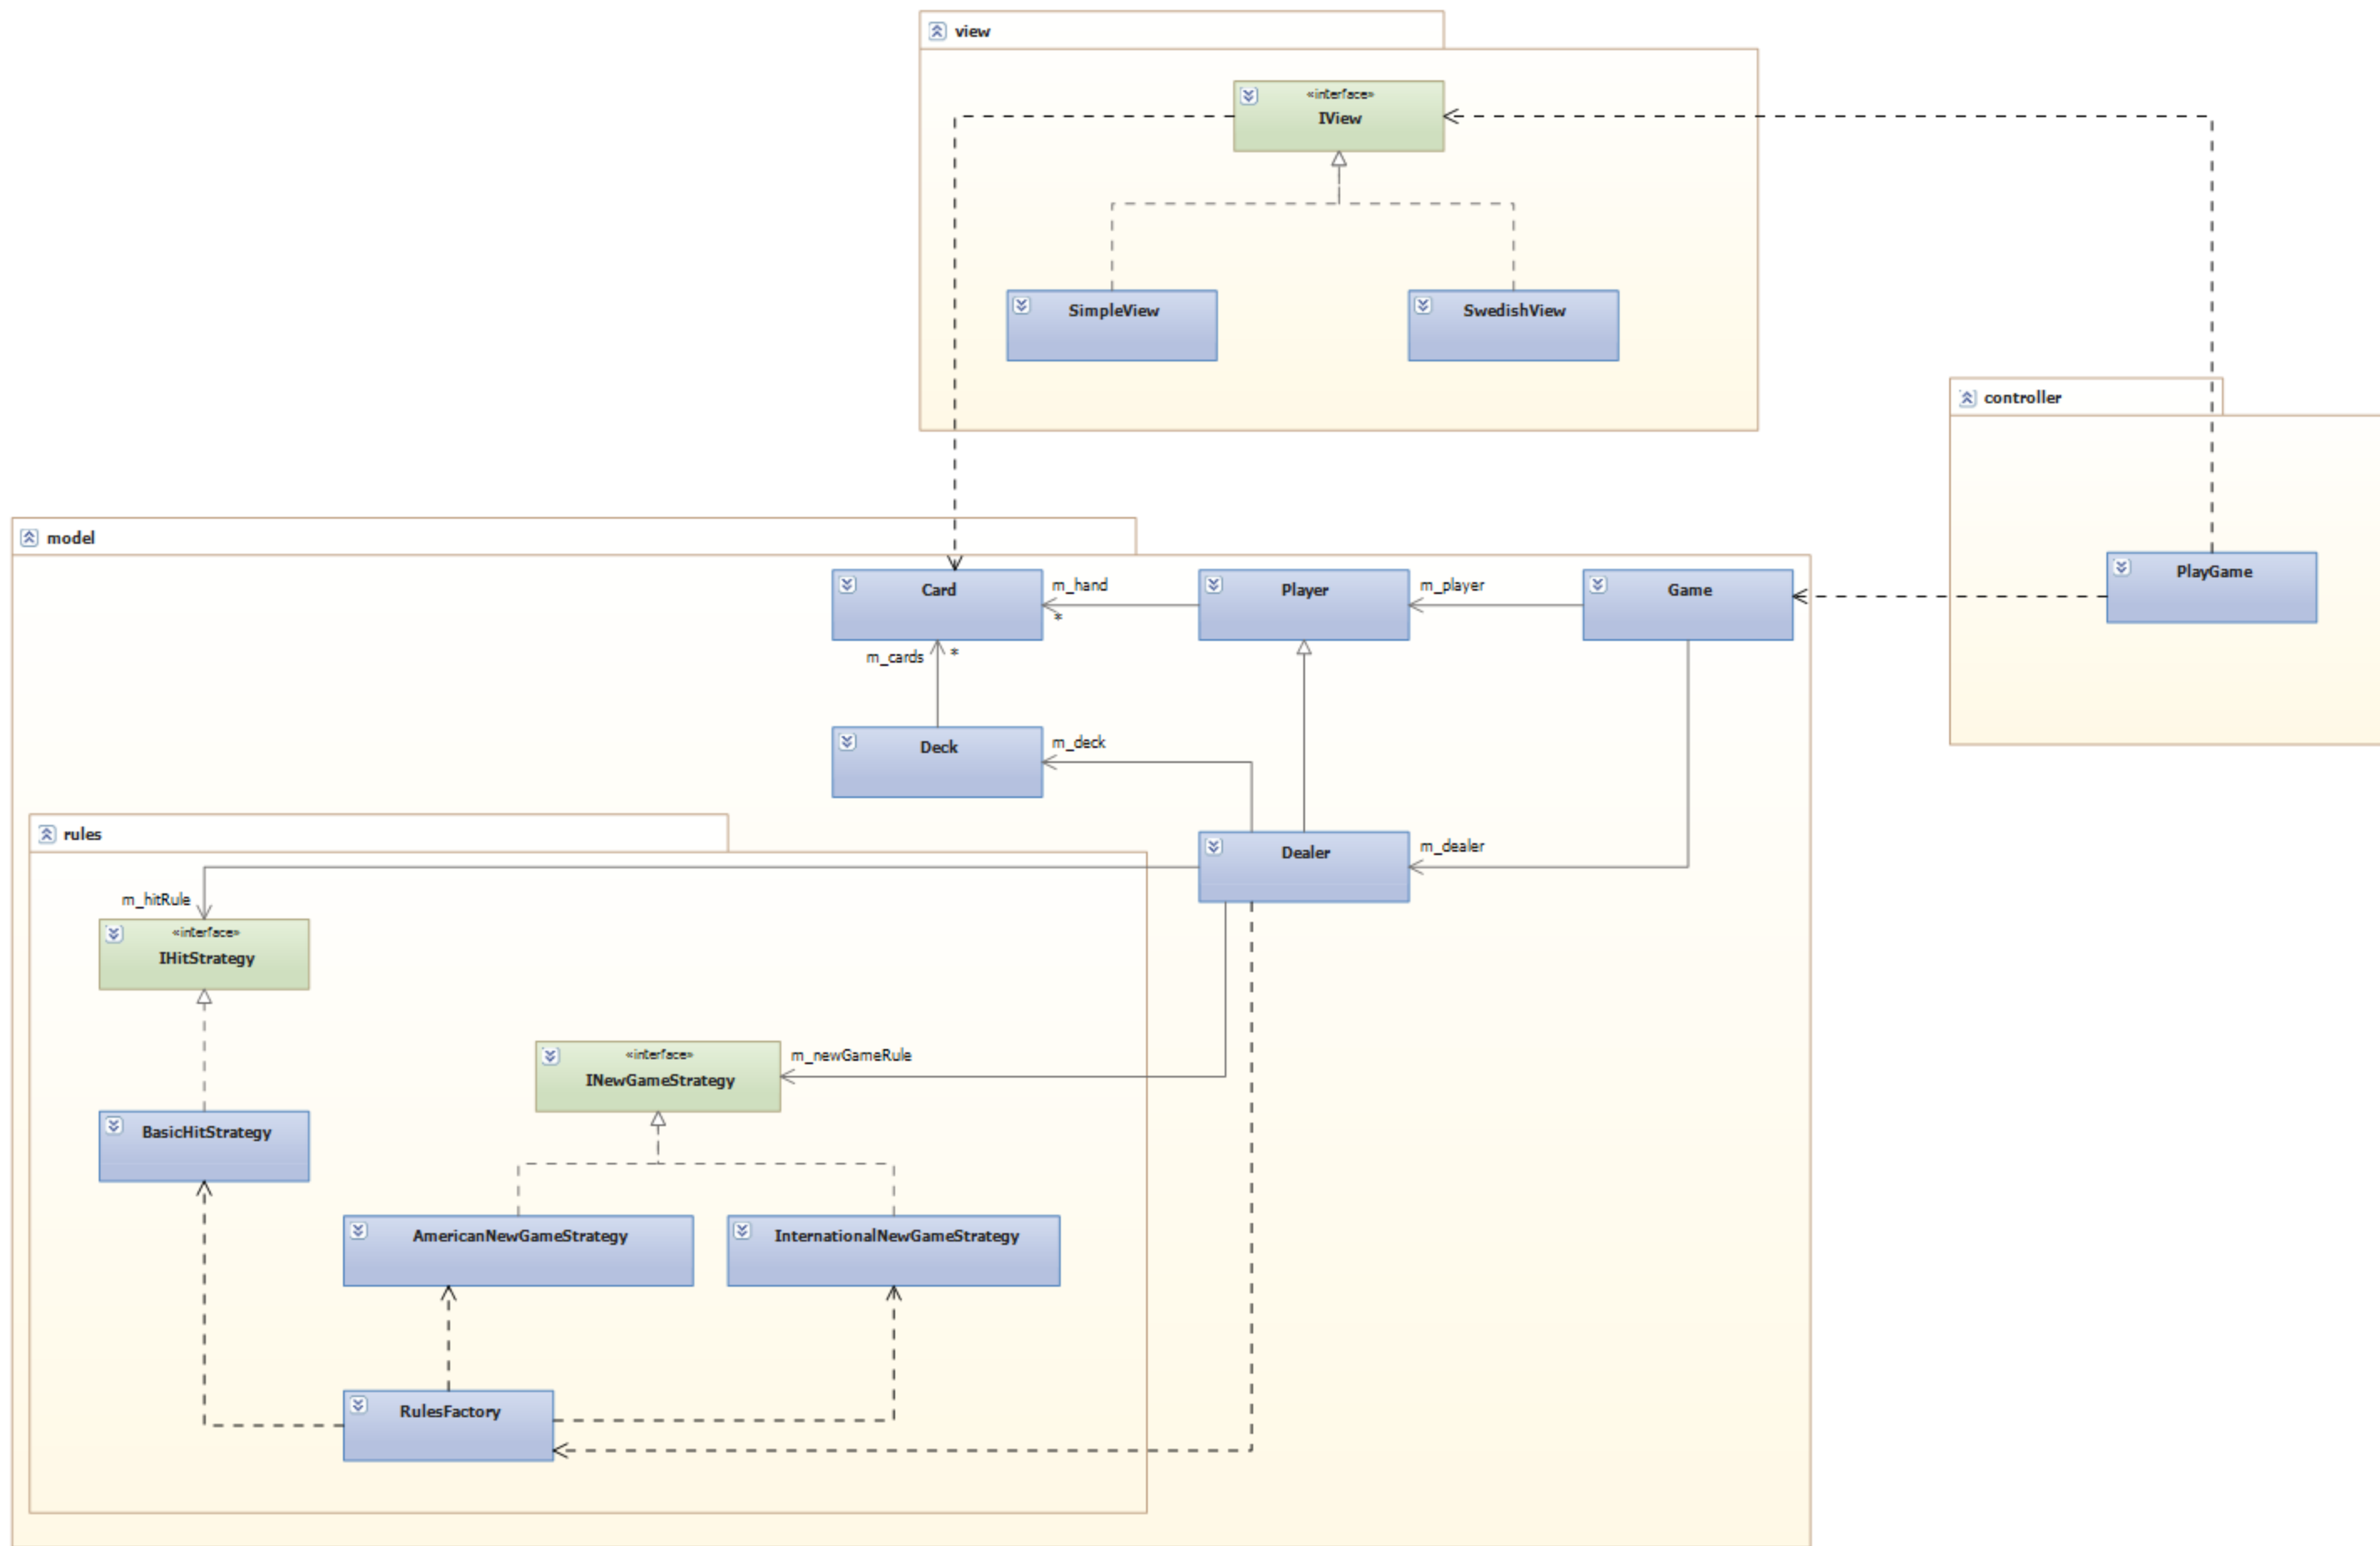 view
«interface»
IView
SimpleView
SwedishView
controller
PlayGame
model
Card
m_hand
*
Player
m_player
Game
m_cards
*
Deck
m_deck
rules
Dealer
m_dealer
m_hitRule
«interface»
IHitStrategy
«interface»
INewGameStrategy
m_newGameRule
BasicHitStrategy
AmericanNewGameStrategy
InternationalNewGameStrategy
RulesFactory